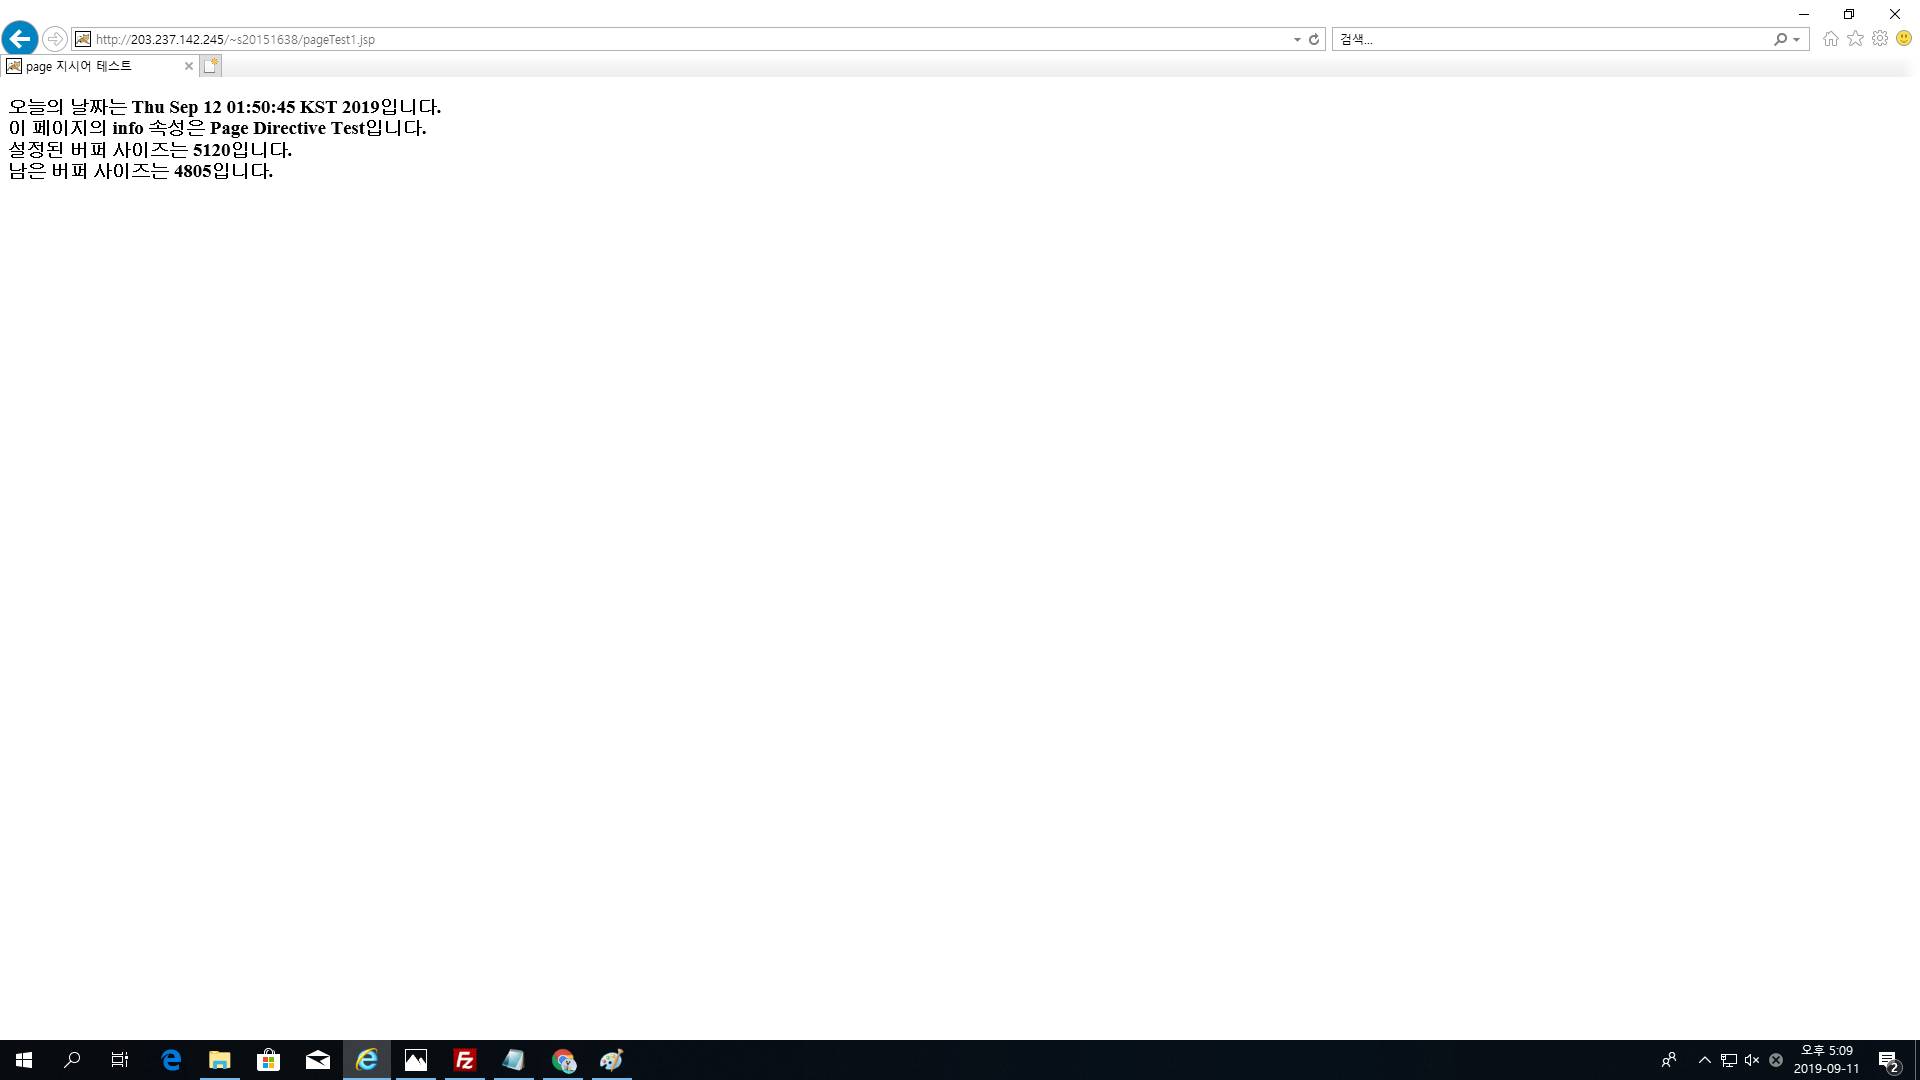 http://203.237.142.245/~s20151638/pageTest1.jsp
검색...
page 지시어 테스트
오늘의 날짜는 Thu Sep 12 01:50:45 KST 2019입니다.
이 페이지의 info 속성은 Page Directive Test입니다.
설정된 버퍼 사이즈는 5120입니다.
남은 버퍼 사이즈는 4805입니다.
오후 5:09
2019-09-11
2